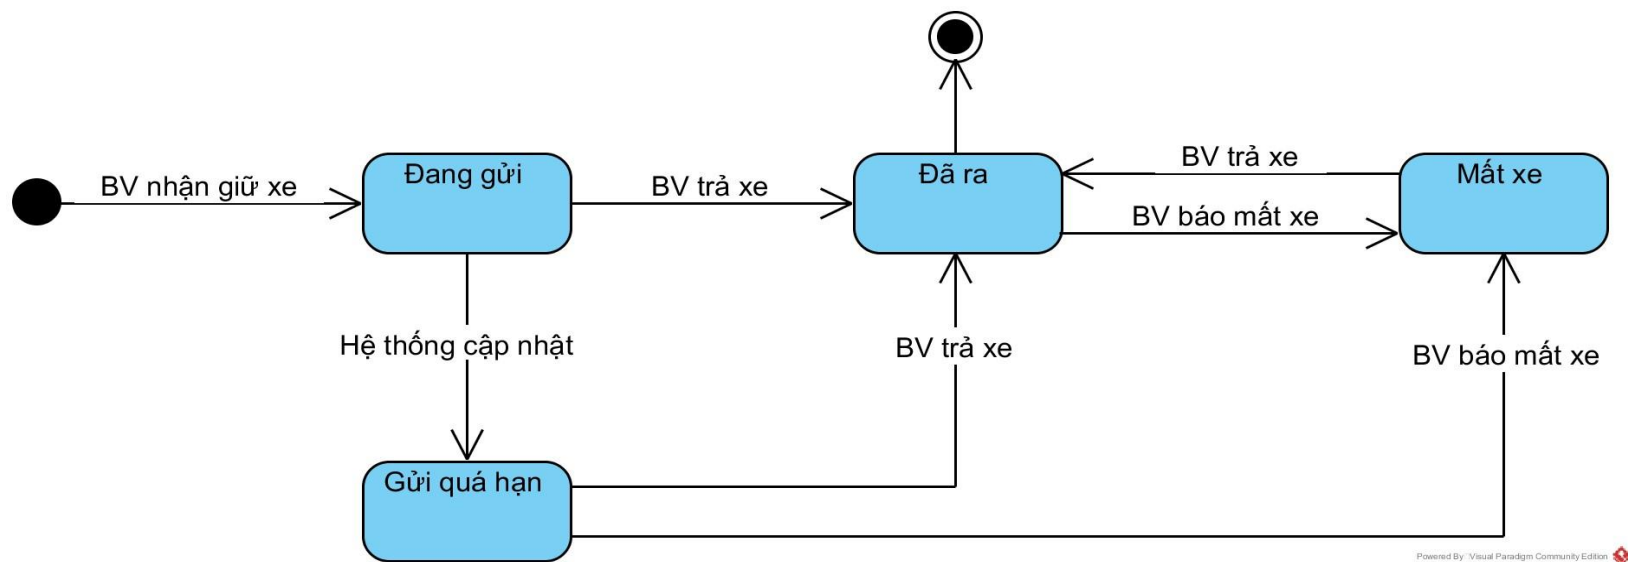 BV nhận giữ xe
Đang gửi
BV trả xe
Đã ra
BV trả xe
BV báo mất xe
Mất xe
Hệ thống cập nhật
BV trả xe
BV báo mất xe
Gửi quá hạn
Powered By Visual Paradigm Community Edition